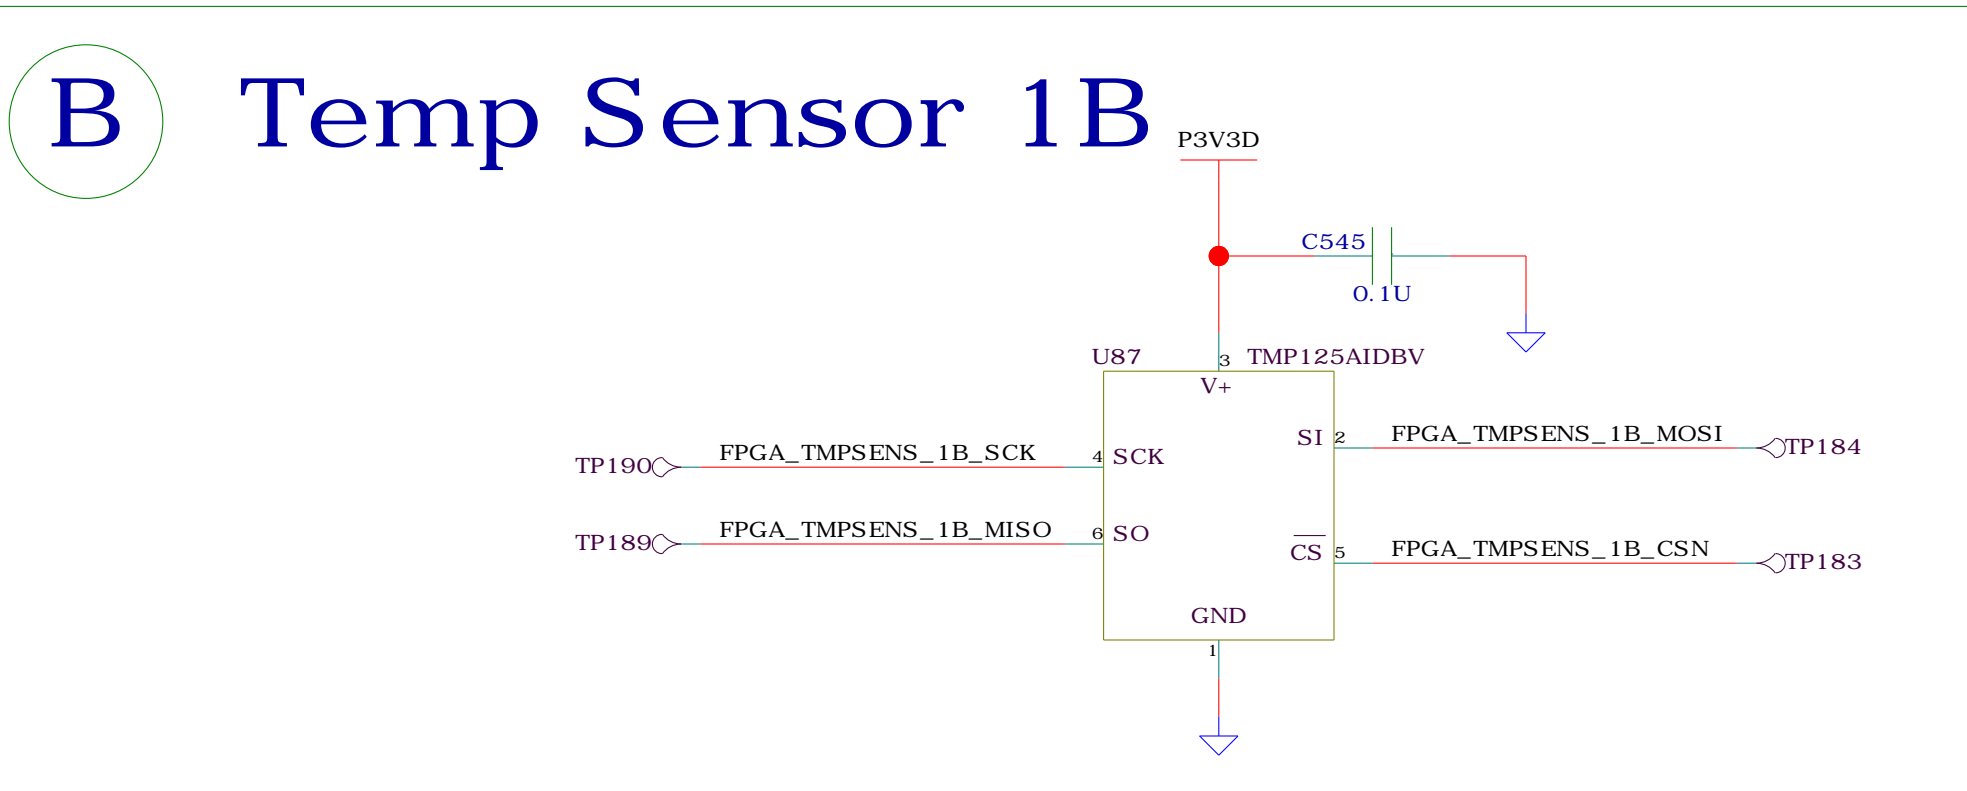 B Temp Sensor 1B
P3V3D
C545
0.1U
U87 3 TMP125AIDBV
V+
SI 2 FPGA_TMPSENS_1B_MOSI TP184
TP190 FPGA_TMPSENS_1B_SCK 4 SCK
TP189 FPGA_TMPSENS_1B_MISO 6 SO
CS 5 FPGA_TMPSENS_1B_CSN TP183
GND
1